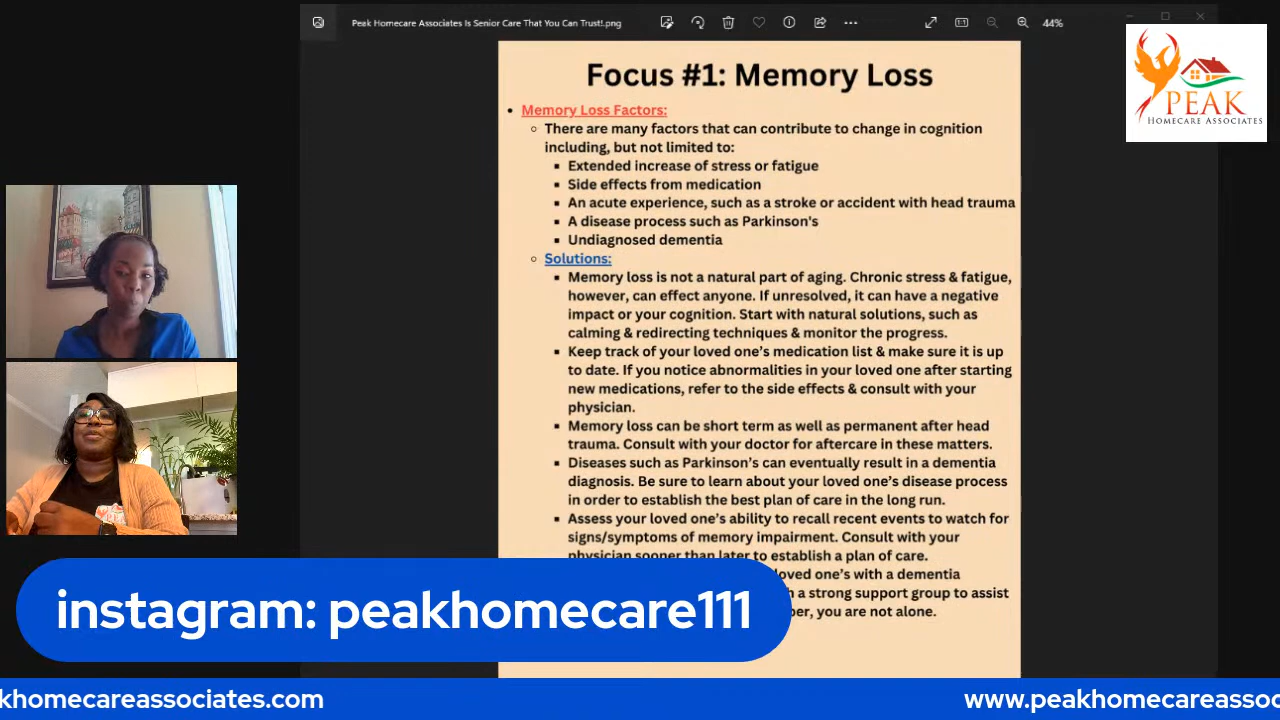 Peak Homecare Associates Is Senior Care That You Can Trust!.png
44%
PEAK
HOMECARE ASSOCIATES
Focus #1: Memory Loss
Memory Loss Factors:
There are many factors that can contribute to change in cognition
including, but not limited to:
Extended increase of stress or fatigue
Side effects from medication
An acute experience, such as a stroke or accident with head trauma
A disease process such as Parkinson's
Undiagnosed dementia
Solutions:
Memory loss is not a natural part of aging. Chronic stress & fatigue,
however, can effect anyone. If unresolved, it can have a negative
impact or your cognition. Start with natural solutions, such as
calming & redirecting techniques & monitor the progress.
Keep track of your loved one's medication list & make sure it is up
to date. If you notice abnormalities in your loved one after starting
new medications, refer to the side effects & consult with your
physician.
Memory loss can be short term as well as permanent after head
trauma. Consult with your doctor for aftercare in these matters.
Diseases such as Parkinson's can eventually result in a dementia
diagnosis. Be sure to learn about your loved one's disease process
in order to establish the best plan of care in the long run.
Assess your loved one's ability to recall recent events to watch for
signs/symptoms of memory impairment. Consult with your
physician sooner than later to establish a plan of care.
loved one's with a dementia
a strong support group to assist
you are not alone.
instagram: peakhomecare111
khomecareassociates.com
www.peakhomecareassoc